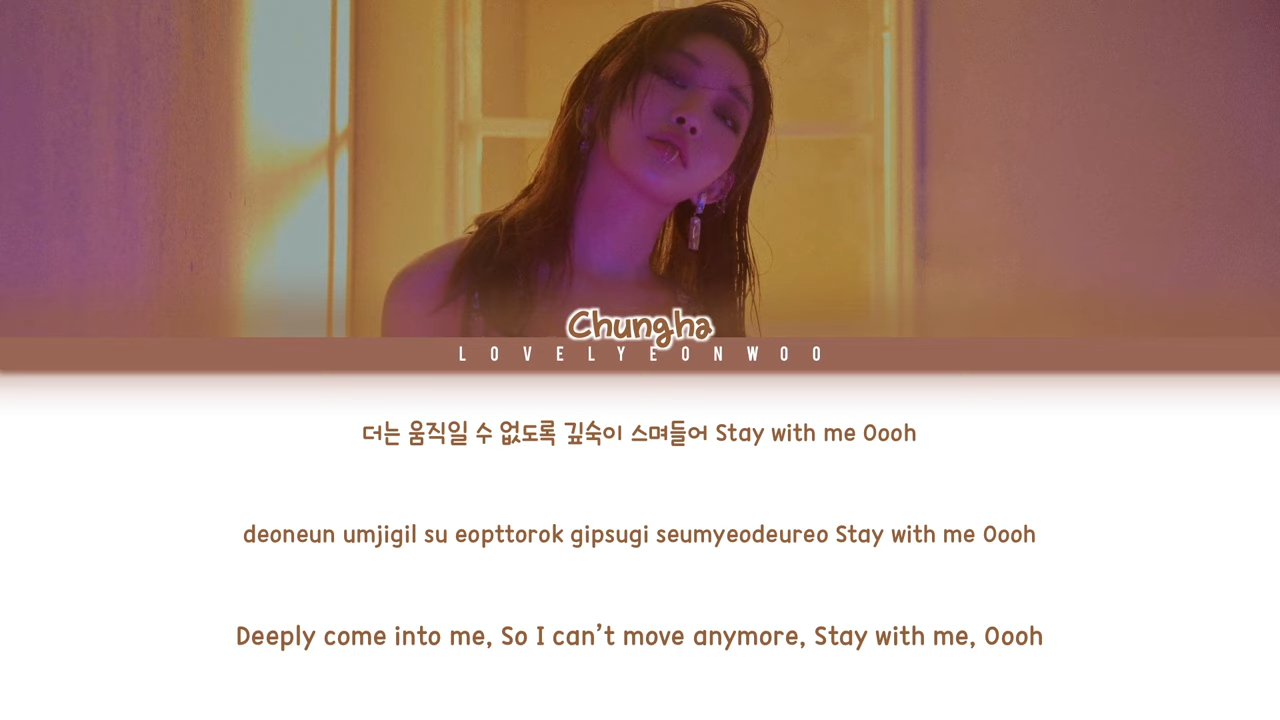 Chungha
LOVELYEONWOO
더는 움직일 수 없도록 깊숙이 스며들어 Stay with me Oooh
deoneun umjigil su eopttorok gipsugi seumyeodeureo Stay with me Oooh
Deeply come into me, So I can’t move anymore, Stay with me, Oooh